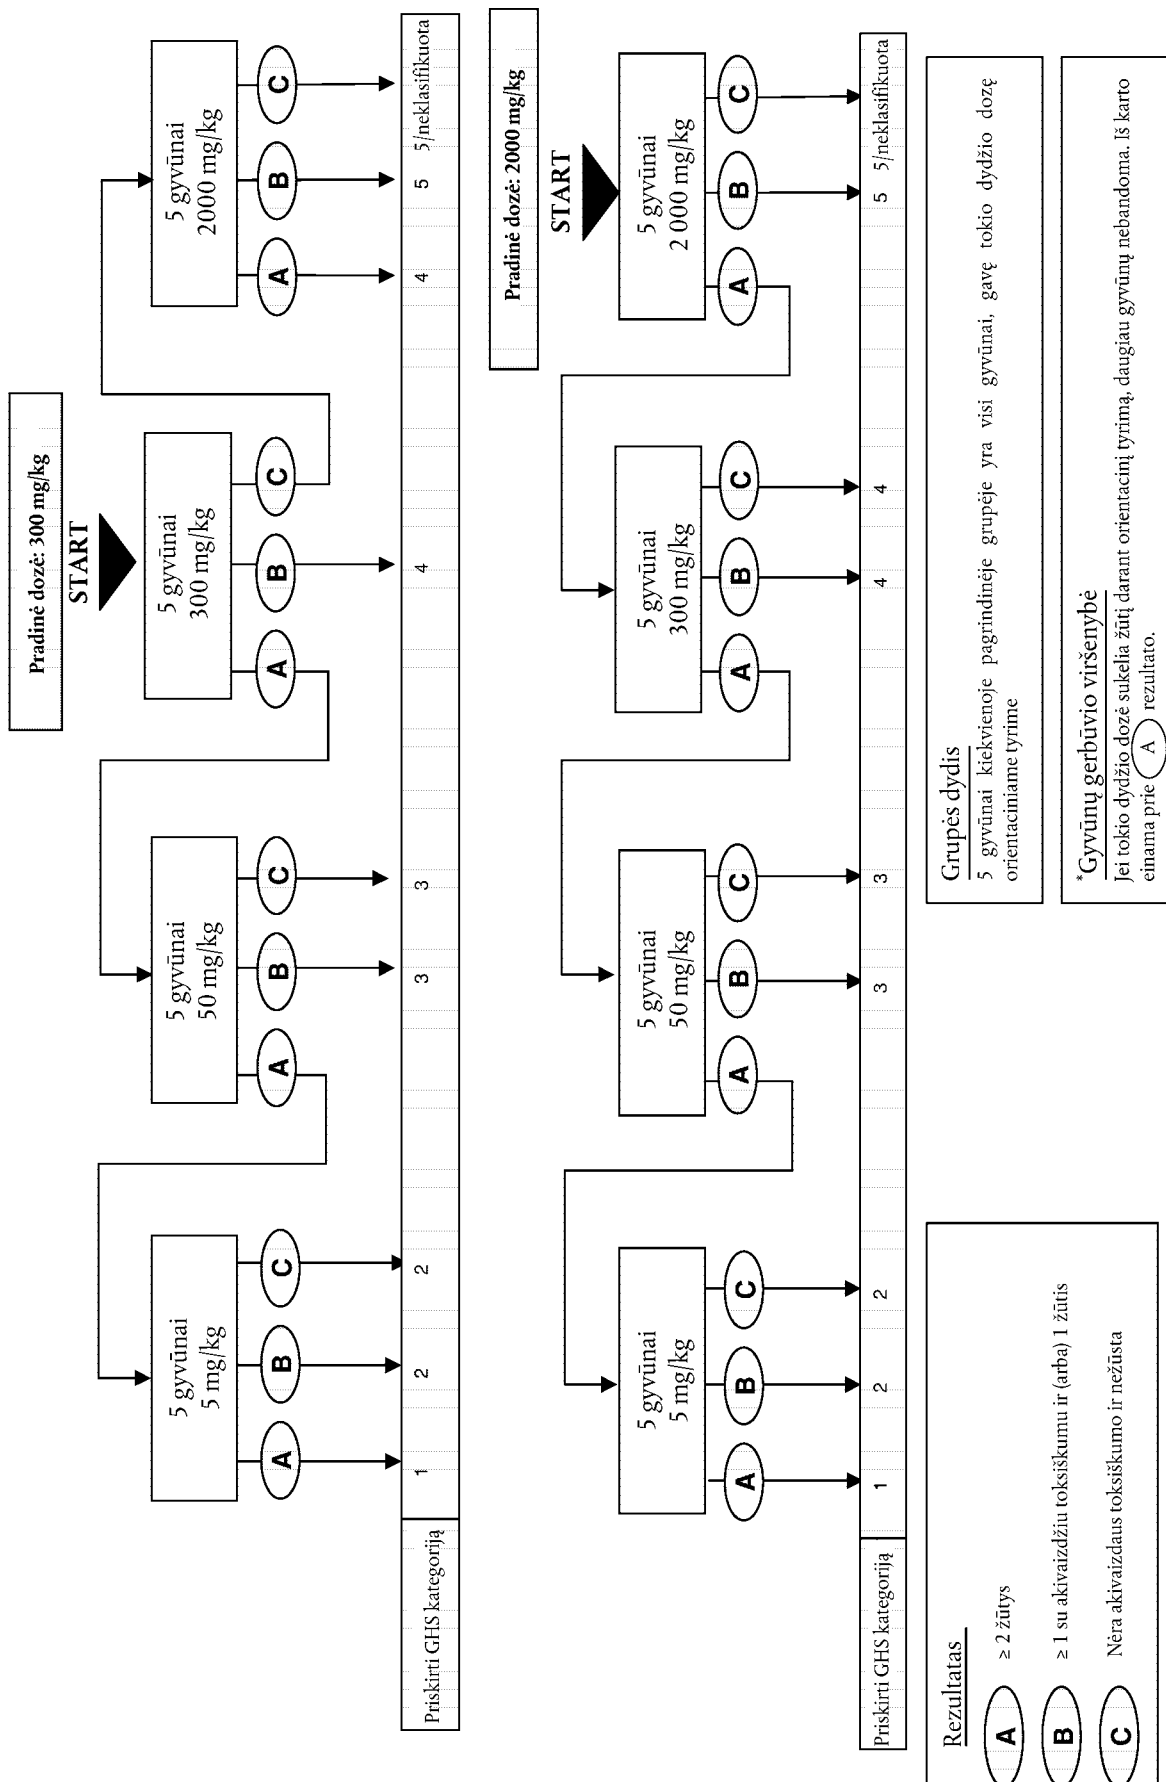 Pradinė dozė: 300 mg/kg
START
5 gyvūnai
5 mg/kg
5 gyvūnai
50 mg/kg
5 gyvūnai
300 mg/kg
5 gyvūnai
2000 mg/kg
A
B
C
A
B
C
A
B
C
A
B
C
Priskirti GHS kategoriją
1
2
2
3
3
4
4
5
5/neklasifikuota
Pradinė dozė: 2000 mg/kg
START
5 gyvūnai
5 mg/kg
5 gyvūnai
50 mg/kg
5 gyvūnai
300 mg/kg
5 gyvūnai
2 000 mg/kg
A
B
C
A
B
C
A
B
C
A
B
C
Priskirti GHS kategoriją
1
2
2
3
3
4
4
5
5/neklasifikuota
Rezultatas
A ≥ 2 žūtys
B ≥ 1 su akivaizdžiu toksiškumu ir (arba) 1 žūtis
C Nėra akivaizdaus toksiškumo ir nežūsta
Grupės dydis
5 gyvūnai kiekvienoje pagrindinėje grupėje yra visi gyvūnai, gavę tokio dydžio dozę
orientaciniame tyrime
*Gyvūnų gerbūvio viršenybė
Jei tokio dydžio dozė sukelia žūtį darant orientacinį tyrimą, daugiau gyvūnų nebandoma. Iš karto
einama prie A rezultato.